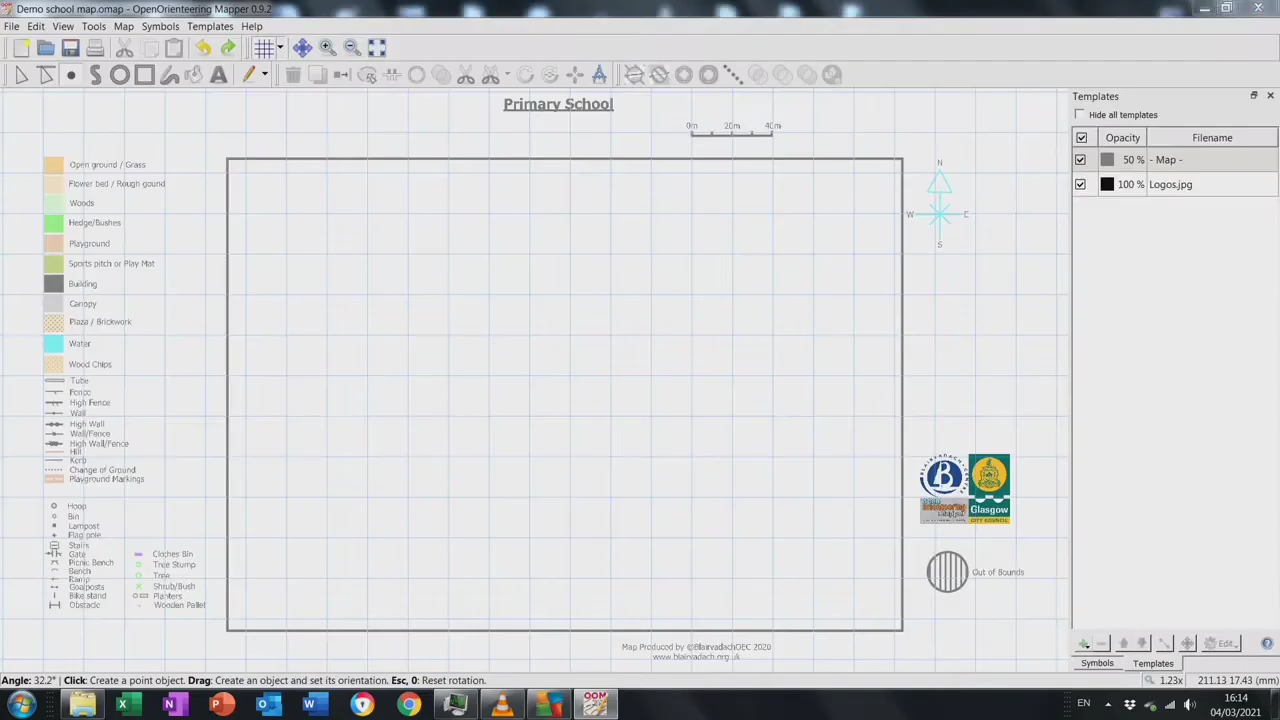 Demo school map.omap - OpenOrienteering Mapper 0.9.2
File Edit View Tools Map Symbols Templates Help
Primary School
0m 20m 40m
Open ground / Grass
Flower bed / Rough gound
Woods
Hedge/Bushes
Playground
Sports pitch or Play Mat
Building
Canopy
Plaza / Brickwork
Water
Wood Chips
Tube
Fence
High Fence
Wall
High Wall
Wall/Fence
High Wall/Fence
Hill
Kerb
Change of Ground
Playground Markings
Hoop
Bin
Lampost
Flag pole
Stairs
Gate
Picnic Bench
Bench
Ramp
Goalposts
Bike stand
Obstacle
Clothes Bin
Tree Stump
Tree
Shrub/Bush
Planters
Wooden Pallet
N
W E
S
B
Glasgow
CITY COUNCIL
Out of Bounds
Map Produced by @BlairvadachOEC 2020
www.blairvadach.org.uk
Templates
Hide all templates
Opacity Filename
50 % - Map -
100 % Logos.jpg
Edit
Symbols Templates
Angle: 32.2° | Click: Create a point object. Drag: Create an object and set its orientation. Esc, 0: Reset rotation.
1.23x 211.13 17.43 (mm)
EN
16:14
04/03/2021